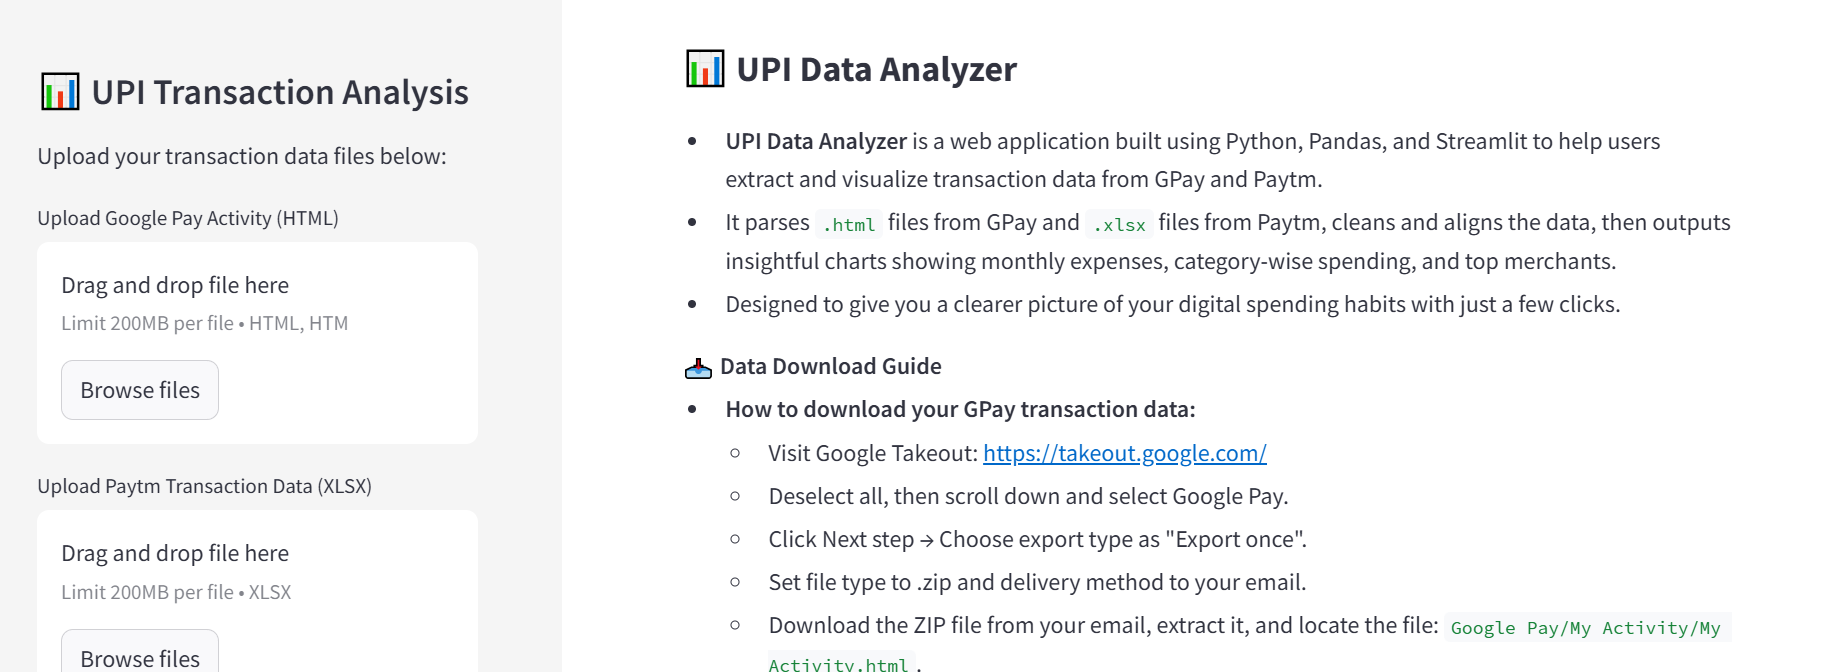 UPI Transaction Analysis
Upload your transaction data files below:
Upload Google Pay Activity (HTML)
Drag and drop file here
Limit 200MB per file • HTML, HTM
Browse files
Upload Paytm Transaction Data (XLSX)
Drag and drop file here
Limit 200MB per file • XLSX
Browse files
UPI Data Analyzer
• UPI Data Analyzer is a web application built using Python, Pandas, and Streamlit to help users
extract and visualize transaction data from GPay and Paytm.
• It parses .html files from GPay and .xlsx files from Paytm, cleans and aligns the data, then outputs
insightful charts showing monthly expenses, category-wise spending, and top merchants.
• Designed to give you a clearer picture of your digital spending habits with just a few clicks.
Data Download Guide
• How to download your GPay transaction data:
◦ Visit Google Takeout: https://takeout.google.com/
◦ Deselect all, then scroll down and select Google Pay.
◦ Click Next step → Choose export type as "Export once".
◦ Set file type to .zip and delivery method to your email.
◦ Download the ZIP file from your email, extract it, and locate the file: Google Pay/My Activity/My
Activity.html.